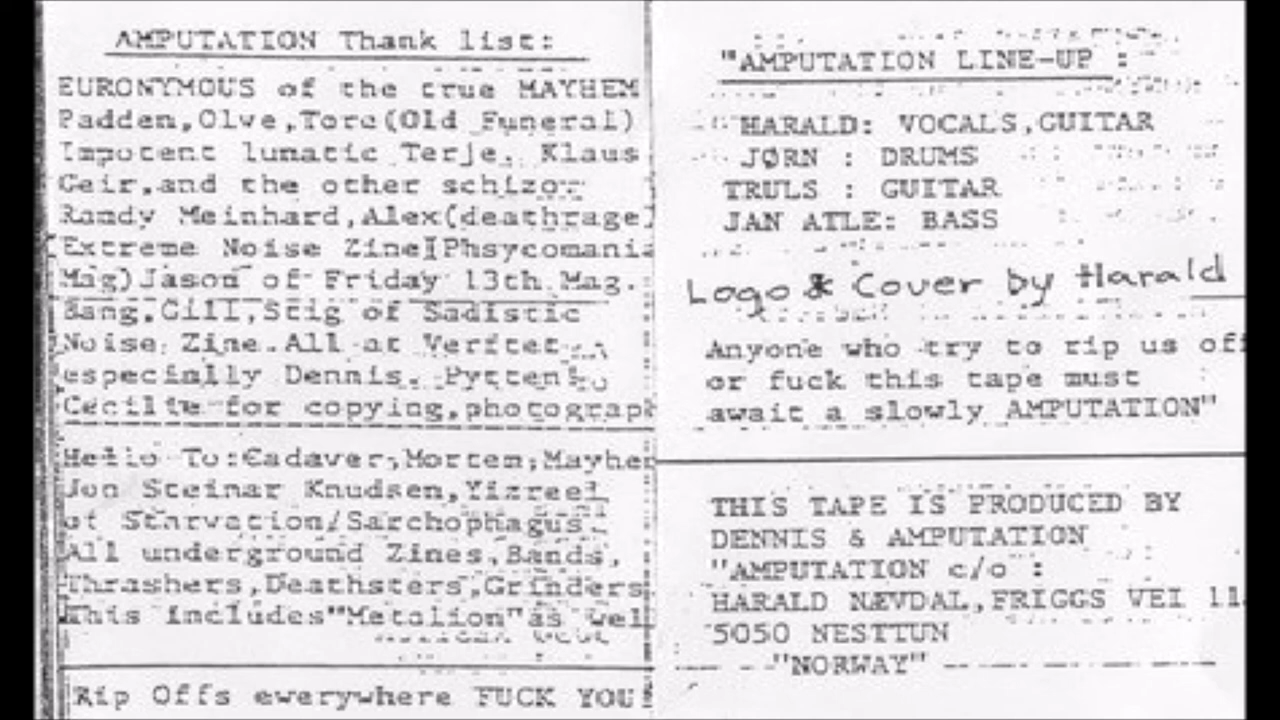 AMPUTATION Thank list:
EURONYMOUS of the true MAYHEM
Padden,Olve,Tore(Old Funeral)
Impotent lunatic Terje, Klaus
Geir,and the other schizos
Randy Meinhard,Alex(deathrage)
Extreme Noise Zine(Phsycomania
Mag)Jason of Friday 13th Mag.
Bang,Gill,Stig of Sadistic
Noise Zine.All at Verftet
especially Dennis, Pytten
Cecilie for copying,photograph
Hello To:Cadaver,Mortem,Mayhem
Jon Steinar Knudsen,Yizreel
of Starvation/Sarchophagus
All underground Zines,Bands,
Thrashers,Deathsters,Grinders
This includes"Metalion"as wel
Rip Offs ewerywhere FUCK YOU!
"AMPUTATION LINE-UP :
HARALD: VOCALS,GUITAR
JØRN : DRUMS
TRULS : GUITAR
JAN ATLE: BASS
Logo & Cover by Harald
Anyone who try to rip us off
or fuck this tape must
await a slowly AMPUTATION"
THIS TAPE IS PRODUCED BY
DENNIS & AMPUTATION
"AMPUTATION c/o :
HARALD NÆVDAL,FRIGGS VEI 11
5050 NESTTUN
"NORWAY"